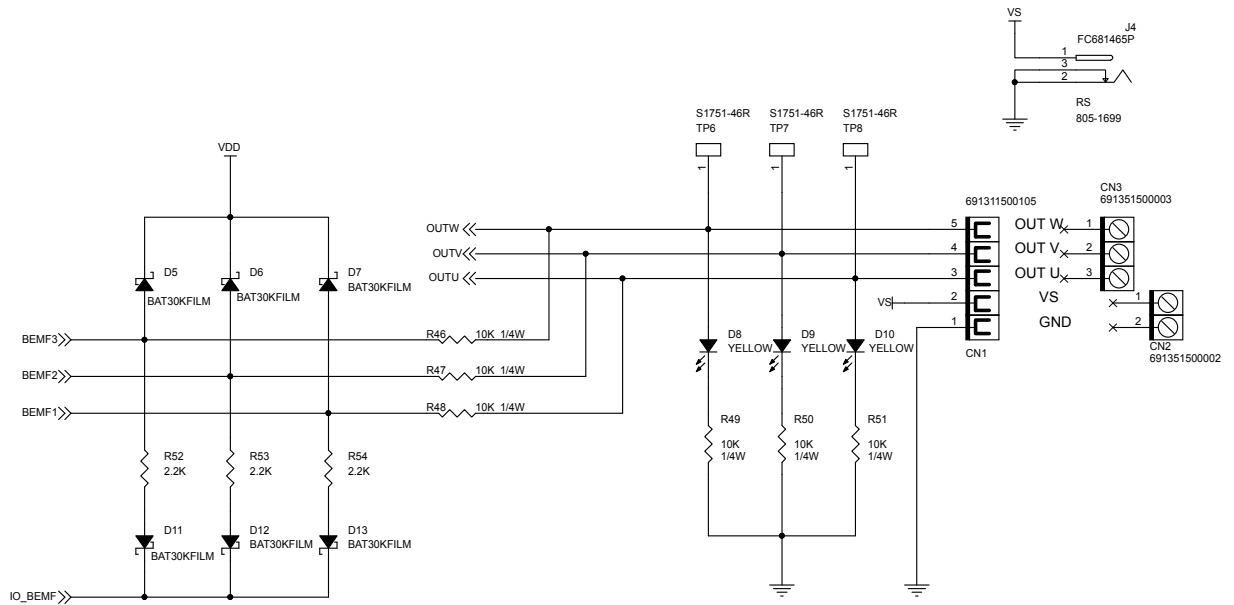 VS
J4
FC681465P
1
3
2
RS
805-1699
S1751-46R
TP6
S1751-46R
TP7
S1751-46R
TP8
1
1
1
VDD
CN3
691351500003
691311500105
OUTW
5
OUT W
1
OUTV
4
OUT V
2
OUTU
3
OUT U
3
D5
BAT30KFILM
D6
BAT30KFILM
D7
BAT30KFILM
VS
2
VS
1
1
GND
2
CN1
CN2
691351500002
BEMF3
R46
10K 1/4W
D8
YELLOW
D9
YELLOW
D10
YELLOW
BEMF2
R47
10K 1/4W
BEMF1
R48
10K 1/4W
R49
10K
1/4W
R50
10K
1/4W
R51
10K
1/4W
R52
2.2K
R53
2.2K
R54
2.2K
D11
BAT30KFILM
D12
BAT30KFILM
D13
BAT30KFILM
IO_BEMF